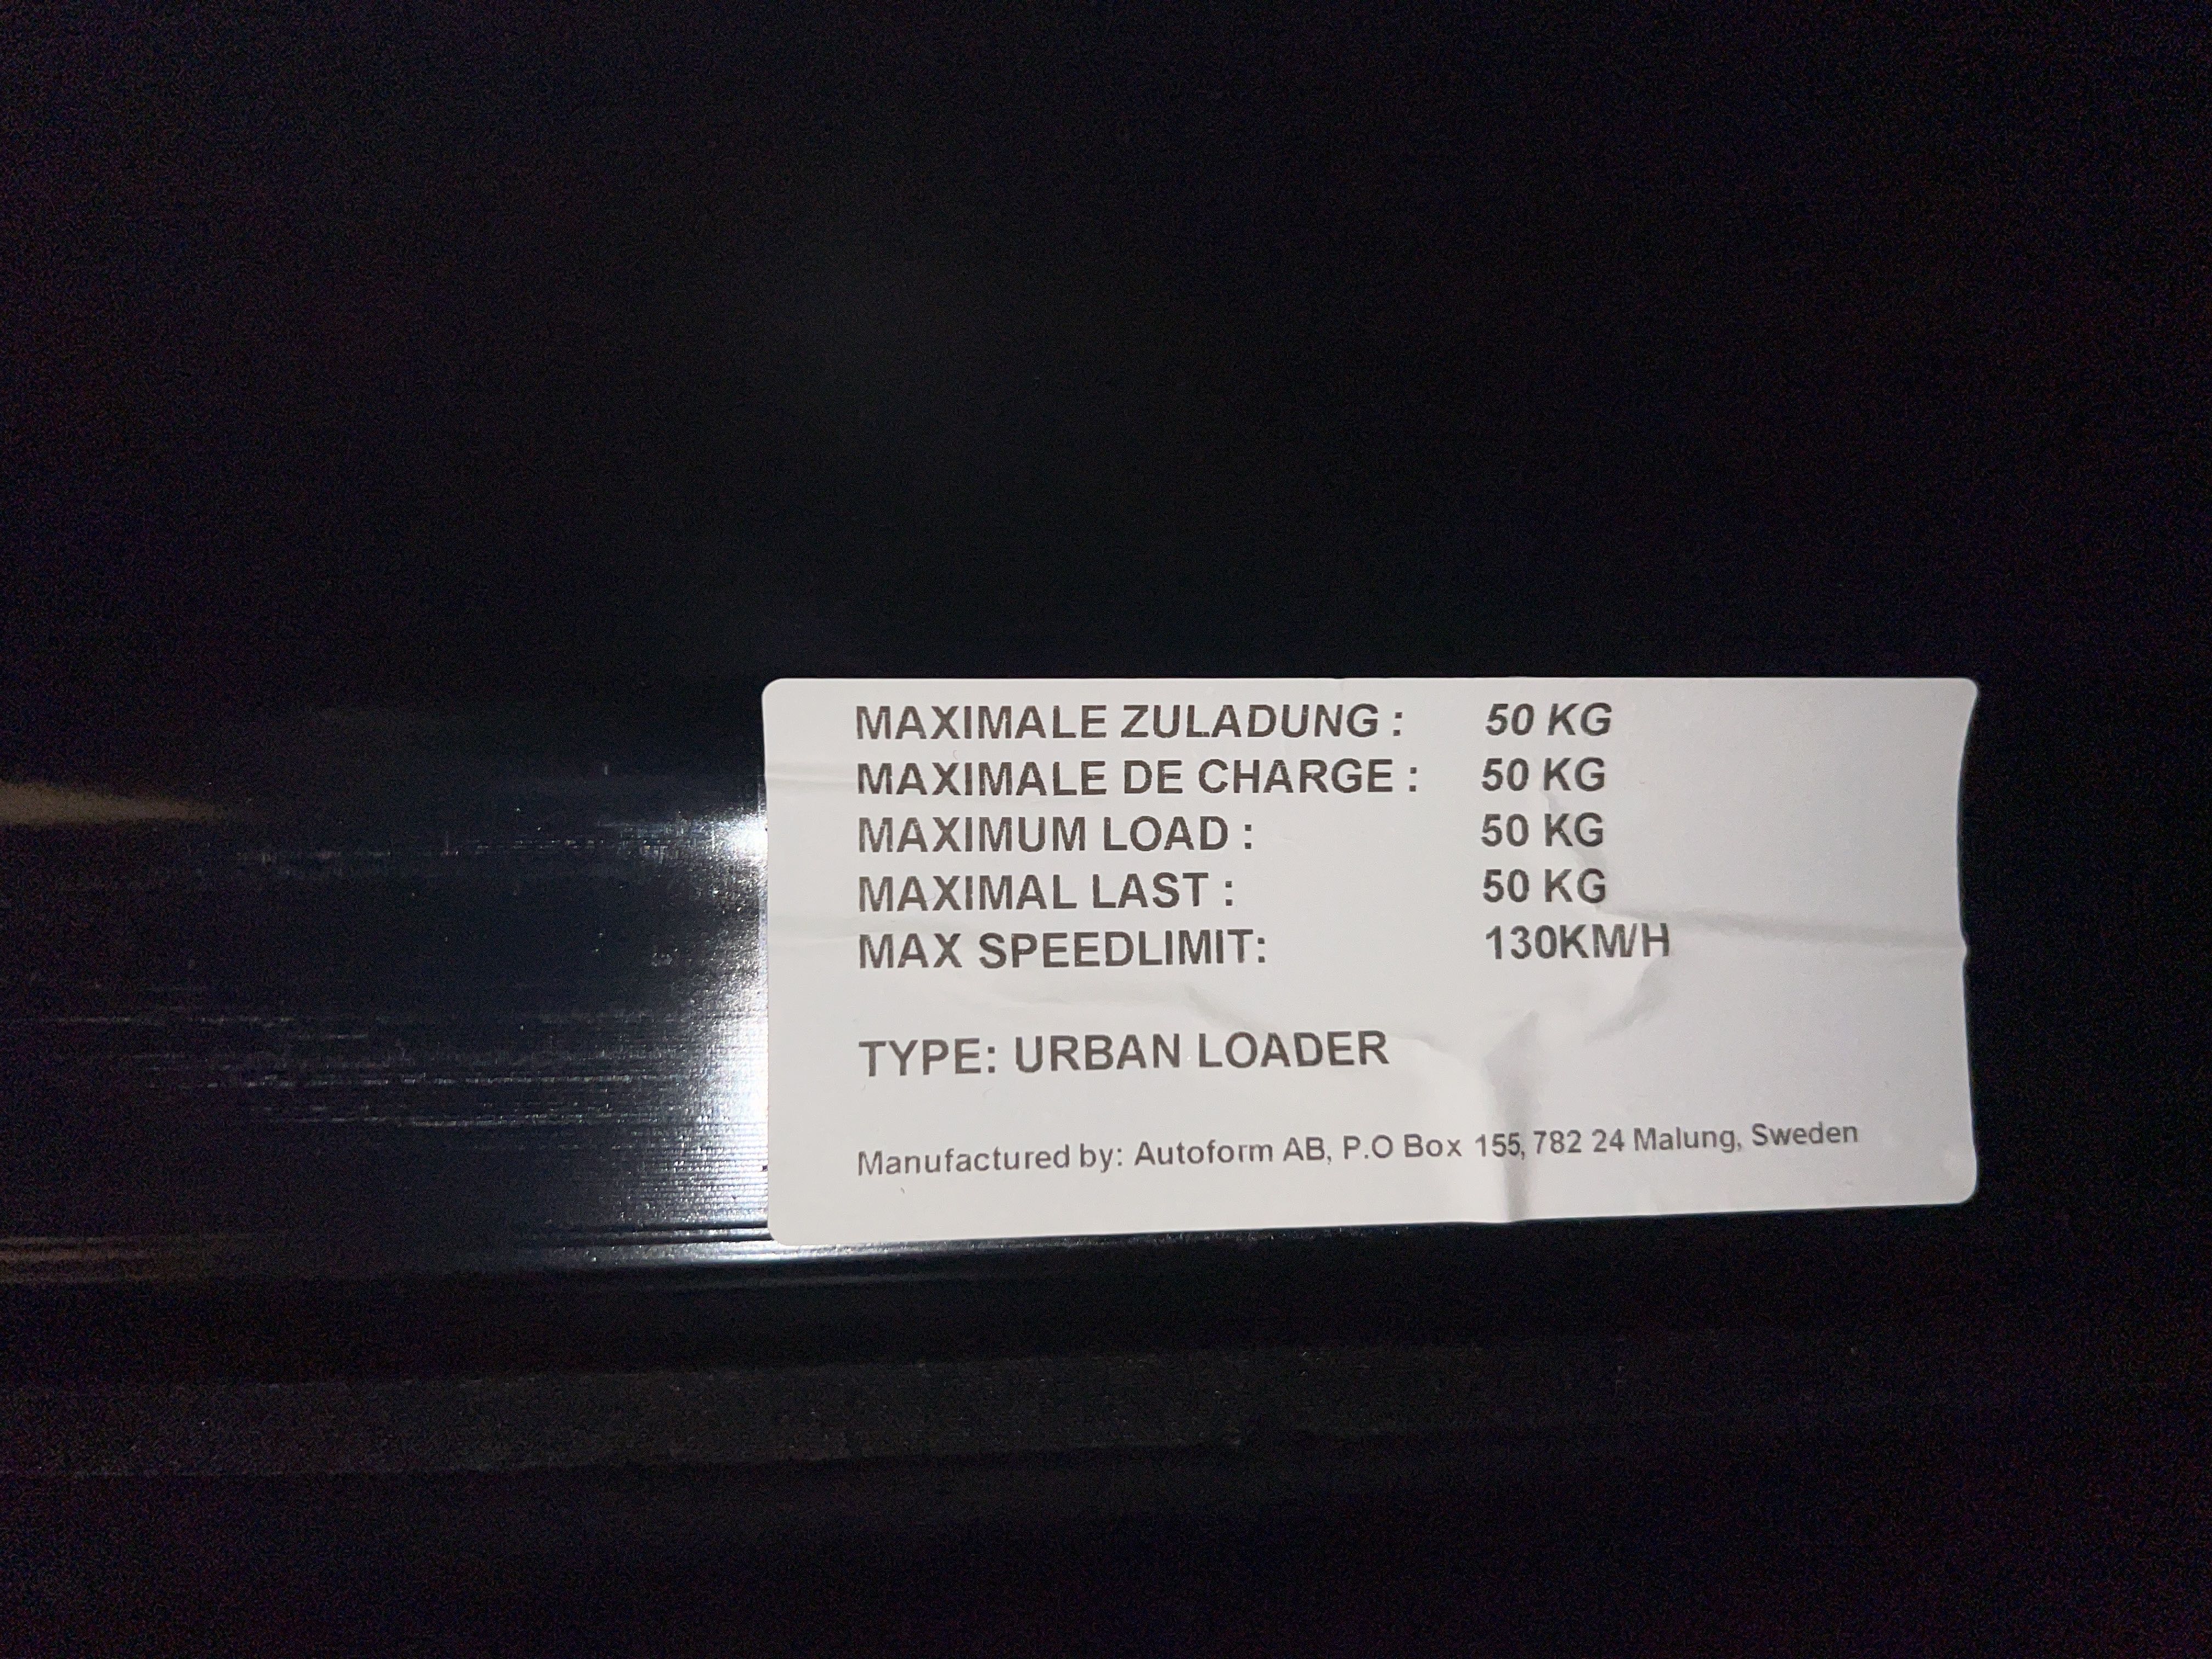 MAXIMALE ZULADUNG : 50 KG
MAXIMALE DE CHARGE : 50 KG
MAXIMUM LOAD : 50 KG
MAXIMAL LAST : 50 KG
MAX SPEEDLIMIT: 130KM/H
TYPE: URBAN LOADER
Manufactured by: Autoform AB, P.O Box 155, 782 24 Malung, Sweden